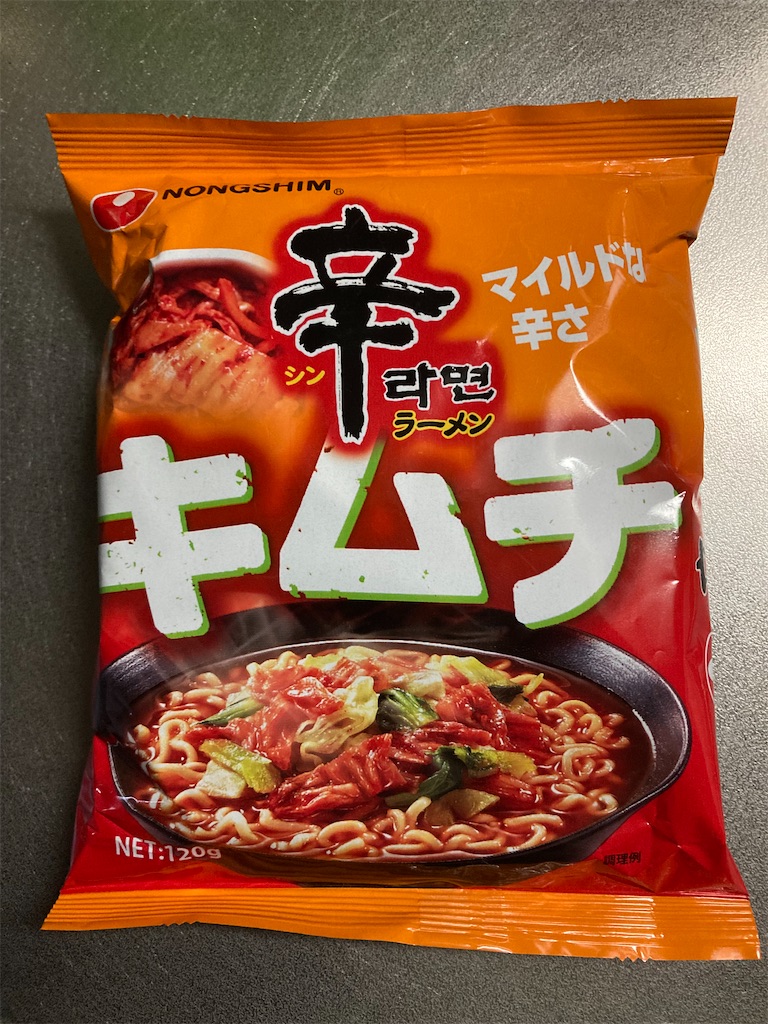 NONGSHIM®
マイルドな
辛さ
辛
シン
라면
ラーメン
キムチ
NET:120g
調理例